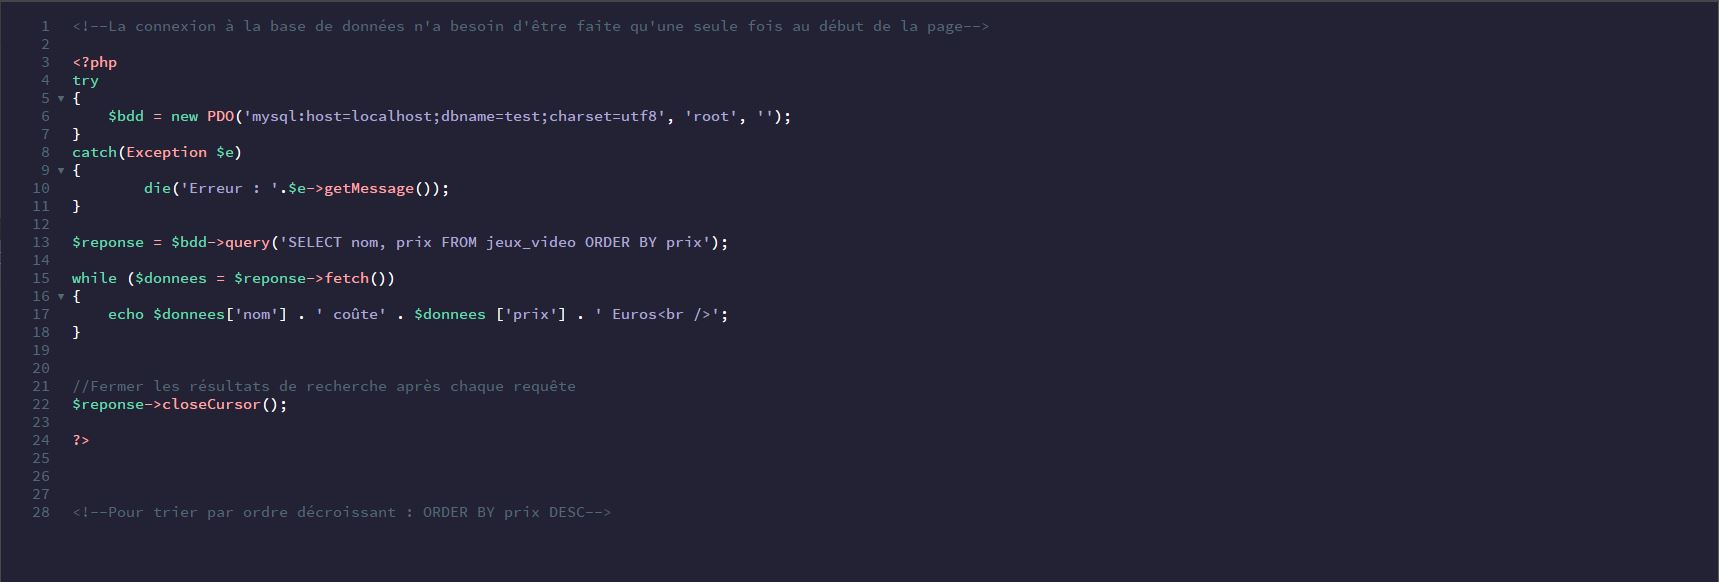 1 <!--La connexion à la base de données n'a besoin d'être faite qu'une seule fois au début de la page-->
2
3 <?php
4 try
5 {
6 $bdd = new PDO('mysql:host=localhost;dbname=test;charset=utf8', 'root', '');
7 }
8 catch(Exception $e)
9 {
10 die('Erreur : '.$e->getMessage());
11 }
12
13 $reponse = $bdd->query('SELECT nom, prix FROM jeux_video ORDER BY prix');
14
15 while ($donnees = $reponse->fetch())
16 {
17 echo $donnees['nom'] . ' coûte' . $donnees ['prix'] . ' Euros<br />';
18 }
19
20
21 //Fermer les résultats de recherche après chaque requête
22 $reponse->closeCursor();
23
24 ?>
25
26
27
28 <!--Pour trier par ordre décroissant : ORDER BY prix DESC-->